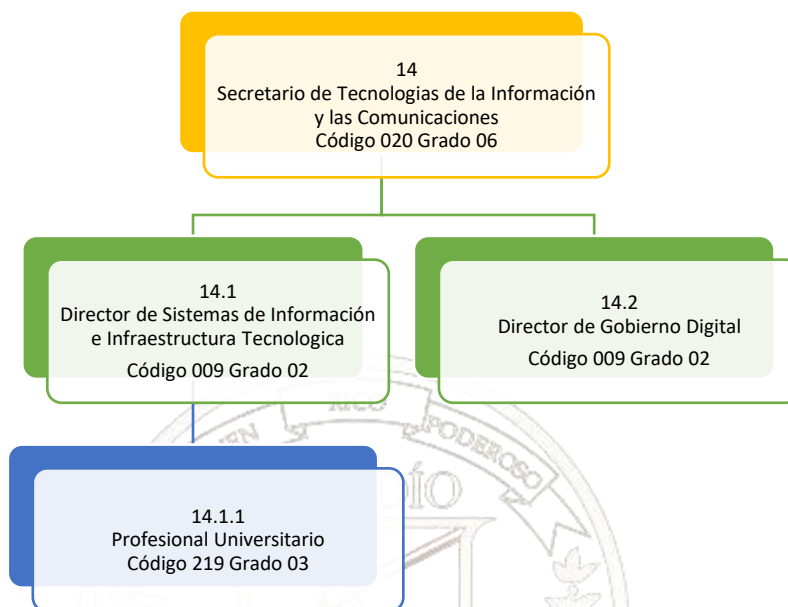 14
Secretario de Tecnologias de la Información
y las Comunicaciones
Código 020 Grado 06
14.1
Director de Sistemas de Información
e Infraestructura Tecnologica
Código 009 Grado 02
14.2
Director de Gobierno Digital
Código 009 Grado 02
RICO
PODEROSO
14.1.1
Profesional Universitario
Código 219 Grado 03